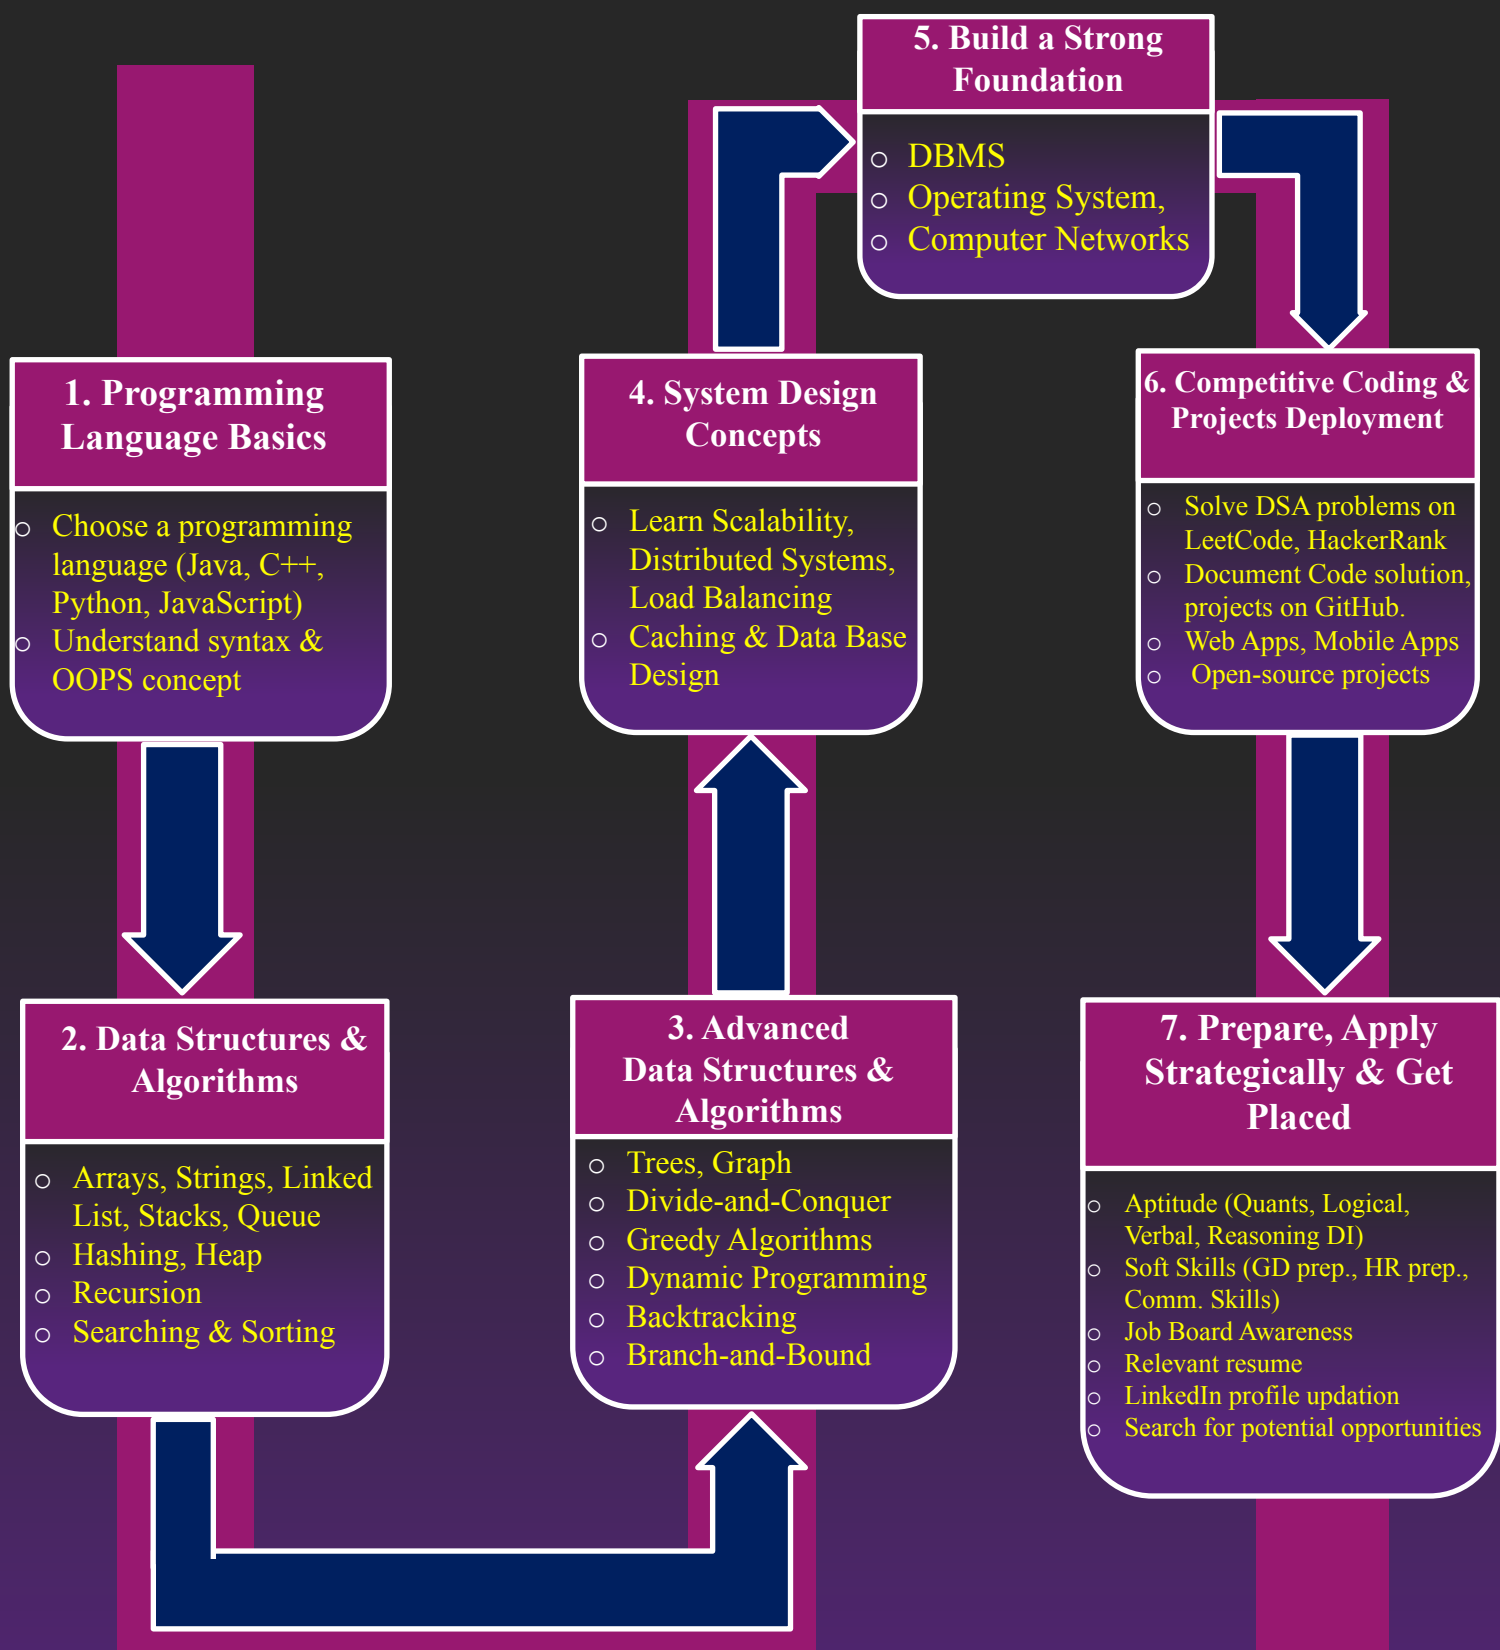 1. Programming
Language Basics
o Choose a programming
language (Java, C++,
Python, JavaScript)
o Understand syntax &
OOPS concept
2. Data Structures &
Algorithms
o Arrays, Strings, Linked
List, Stacks, Queue
o Hashing, Heap
o Recursion
o Searching & Sorting
3. Advanced
Data Structures &
Algorithms
o Trees, Graph
o Divide-and-Conquer
o Greedy Algorithms
o Dynamic Programming
o Backtracking
o Branch-and-Bound
4. System Design
Concepts
o Learn Scalability,
Distributed Systems,
Load Balancing
o Caching & Data Base
Design
5. Build a Strong
Foundation
o DBMS
o Operating System,
o Computer Networks
6. Competitive Coding &
Projects Deployment
o Solve DSA problems on
LeetCode, HackerRank
o Document Code solution,
projects on GitHub.
o Web Apps, Mobile Apps
o Open-source projects
7. Prepare, Apply
Strategically & Get
Placed
o Aptitude (Quants, Logical,
Verbal, Reasoning DI)
o Soft Skills (GD prep., HR prep.,
Comm. Skills)
o Job Board Awareness
o Relevant resume
o LinkedIn profile updation
o Search for potential opportunities